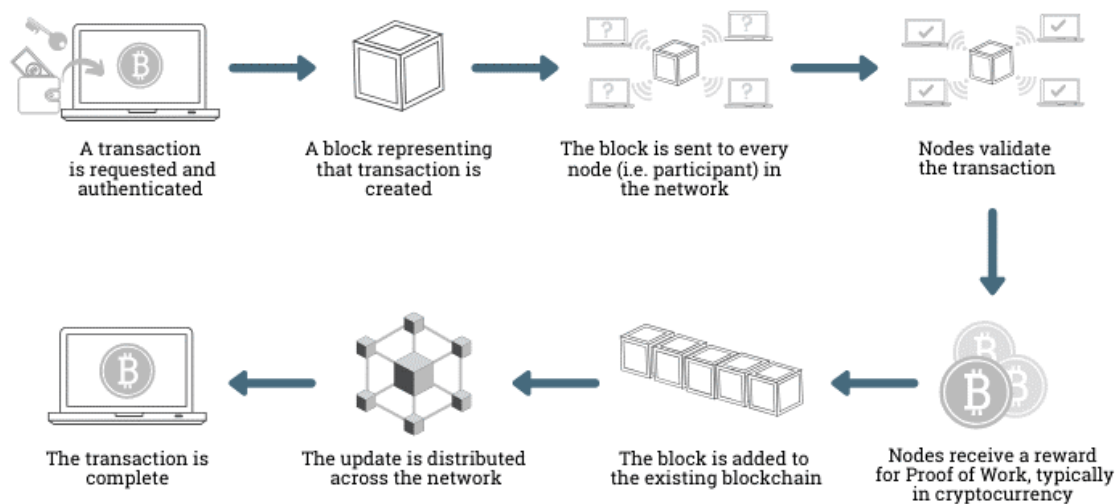 A transaction
is requested and
authenticated
A block representing
that transaction is
created
The block is sent to every
node (i.e. participant) in
the network
Nodes validate
the transaction
Nodes receive a reward
for Proof of Work, typically
in cryptocurrency
The block is added to
the existing blockchain
The update is distributed
across the network
The transaction is
complete